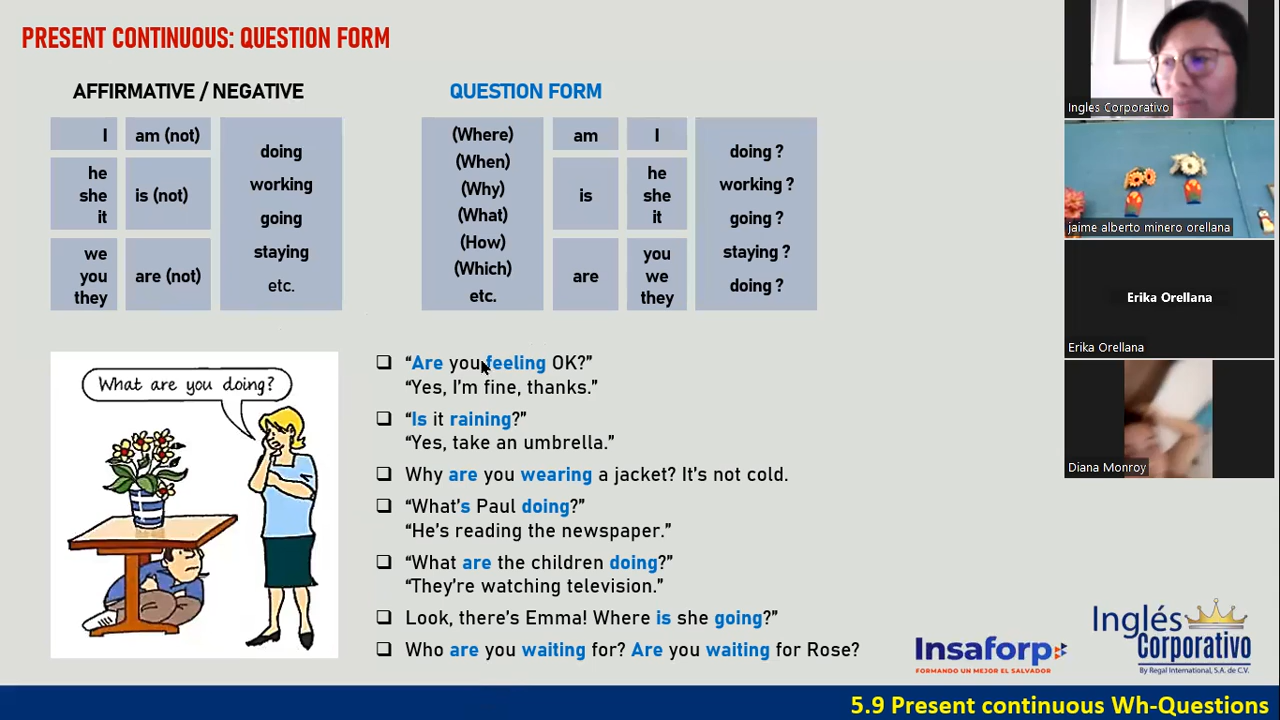 PRESENT CONTINUOUS: QUESTION FORM
AFFIRMATIVE / NEGATIVE
I
am (not)
he
she
it
is (not)
we
you
they
are (not)
doing
working
going
staying
etc.
QUESTION FORM
(Where)
(When)
(Why)
(What)
(How)
(Which)
etc.
am
is
are
I
he
she
it
you
we
they
doing ?
working ?
going ?
staying ?
doing ?
What are you doing?
“Are you feeling OK?”
“Yes, I’m fine, thanks.”
“Is it raining?”
“Yes, take an umbrella.”
Why are you wearing a jacket? It’s not cold.
“What’s Paul doing?”
“He’s reading the newspaper.”
“What are the children doing?”
“They’re watching television.”
Look, there’s Emma! Where is she going?”
Who are you waiting for? Are you waiting for Rose?
Insaforp
FORMANDO UN MEJOR EL SALVADOR
Inglés
Corporativo
By Regal International, S.A. de C.V.
5.9 Present continuous Wh-Questions
Ingles Corporativo
jaime alberto minero orellana
Erika Orellana
Erika Orellana
Diana Monroy